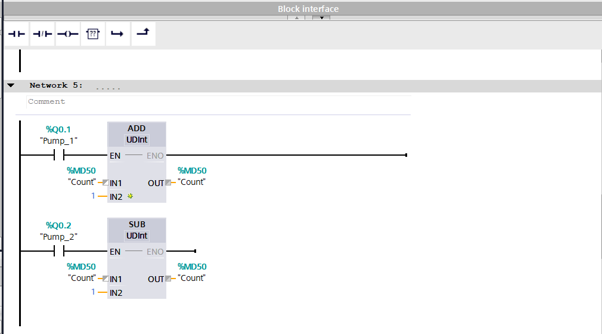 Block interface
??
Network 5: .....
Comment
%Q0.1
"Pump_1"
ADD
UDInt
EN ENO
%MD50 %MD50
"Count" IN1 OUT "Count"
1 IN2
%Q0.2
"Pump_2"
SUB
UDInt
EN ENO
%MD50 %MD50
"Count" IN1 OUT "Count"
1 IN2